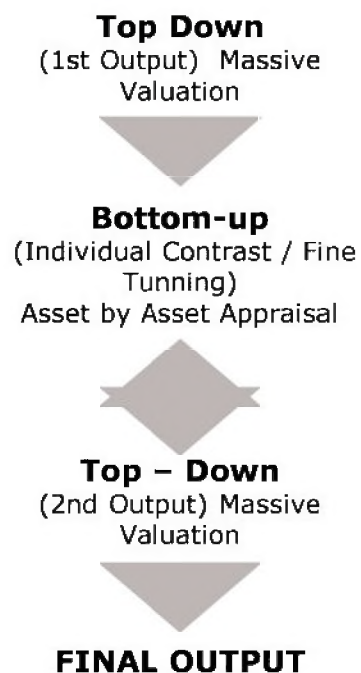 Top Down
(1st Output) Massive
Valuation
Bottom-up
(Individual Contrast / Fine
Tunning)
Asset by Asset Appraisal
Top – Down
(2nd Output) Massive
Valuation
FINAL OUTPUT